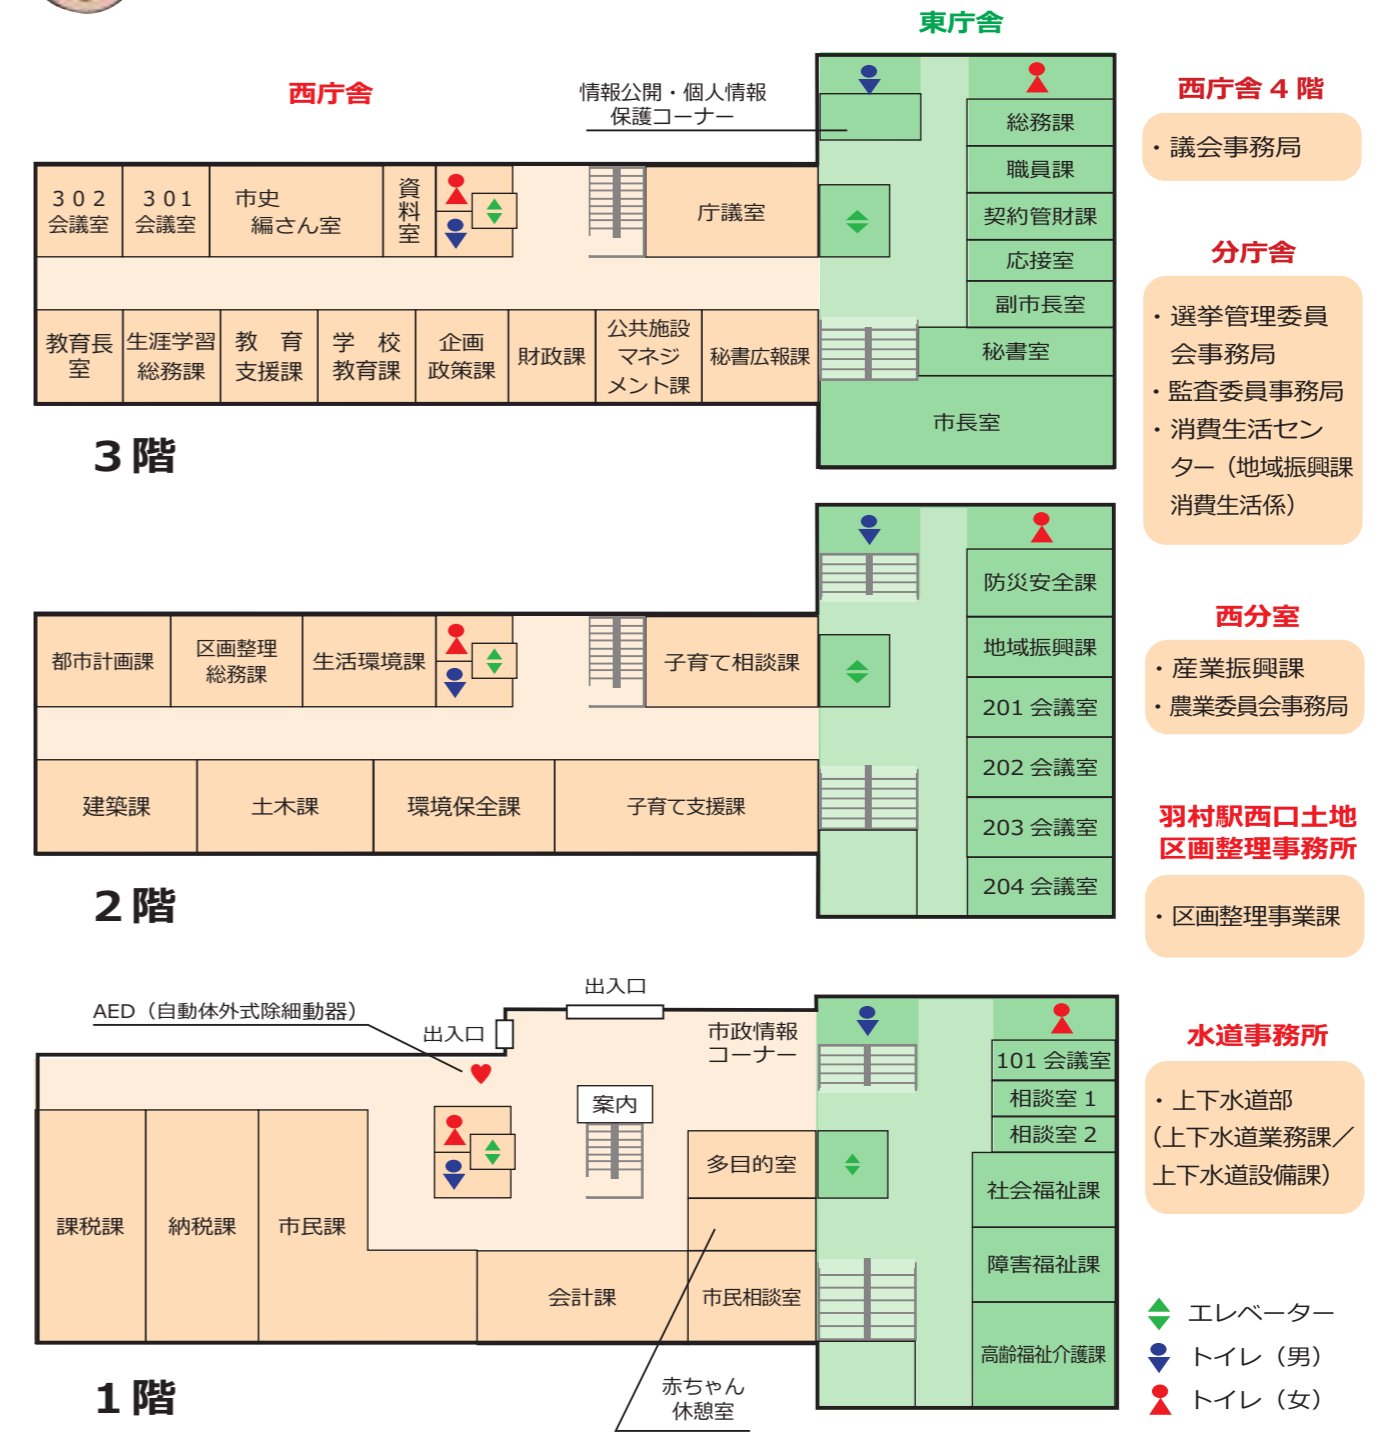 東庁舎
西庁舎
情報公開・個人情報
保護コーナー
総務課
職員課
契約管財課
応接室
副市長室
秘書室
市長室
302
会議室
301
会議室
市史
編さん室
資料室
庁議室
教育長
室
生涯学習
総務課
教 育
支援課
学 校
教育課
企画
政策課
財政課
公共施設
マネジ
メント課
秘書広報課
3階
防災安全課
地域振興課
201 会議室
202 会議室
203 会議室
204 会議室
都市計画課
区画整理
総務課
生活環境課
子育て相談課
建築課
土木課
環境保全課
子育て支援課
2階
AED（自動体外式除細動器）
出入口
出入口
市政情報
コーナー
案内
多目的室
101 会議室
相談室 1
相談室 2
社会福祉課
障害福祉課
高齢福祉介護課
課税課
納税課
市民課
会計課
市民相談室
赤ちゃん
休憩室
1階
西庁舎 4 階
・議会事務局
分庁舎
・選挙管理委員
会事務局
・監査委員事務局
・消費生活セン
ター（地域振興課
消費生活係）
西分室
・産業振興課
・農業委員会事務局
羽村駅西口土地
区画整理事務所
・区画整理事業課
水道事務所
・上下水道部
（上下水道業務課／
上下水道設備課）
エレベーター
トイレ（男）
トイレ（女）